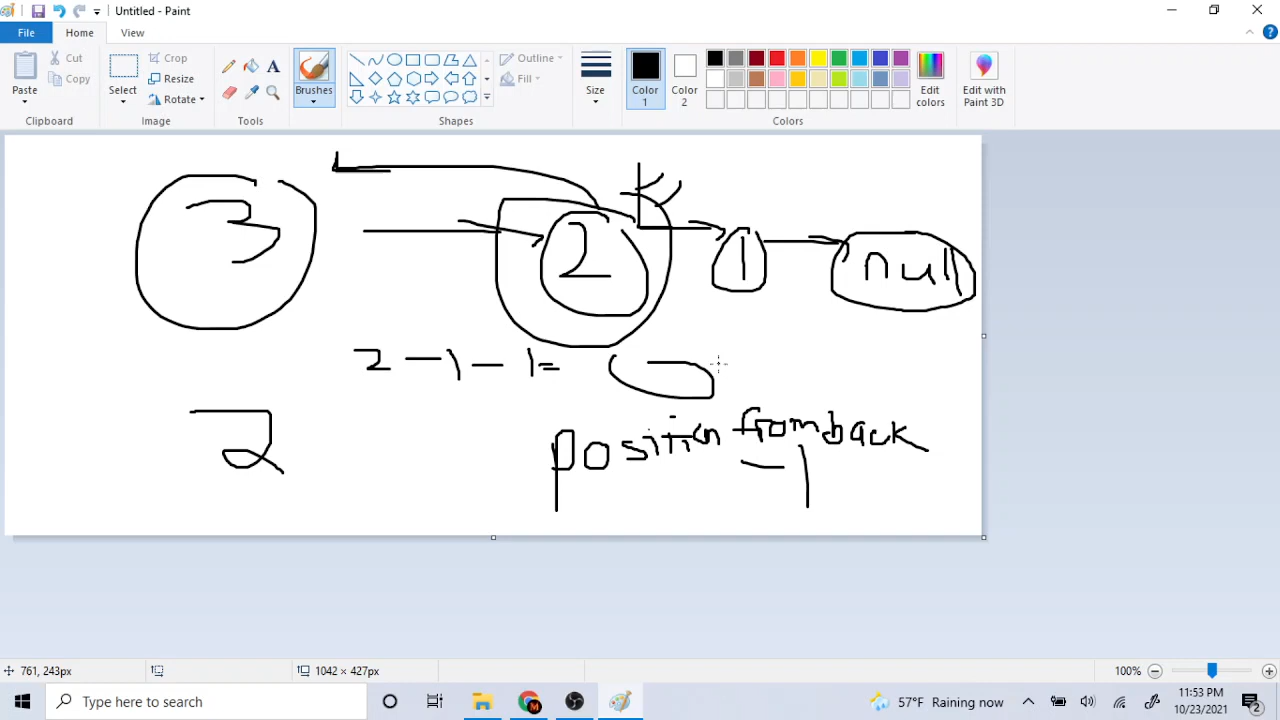 Untitled - Paint
File
Home
View
Paste
Cut
Copy
Clipboard
Select
Crop
Resize
Rotate
Image
A
Tools
Brushes
Outline
Fill
Shapes
Size
Color 1
Color 2
Edit colors
Colors
Edit with Paint 3D
3
2
1
null
2 - 1 - 1 =
2
position from back
- 1
761, 243px
1042 × 427px
100%
Type here to search
57°F Raining now
11:53 PM
10/23/2021
2